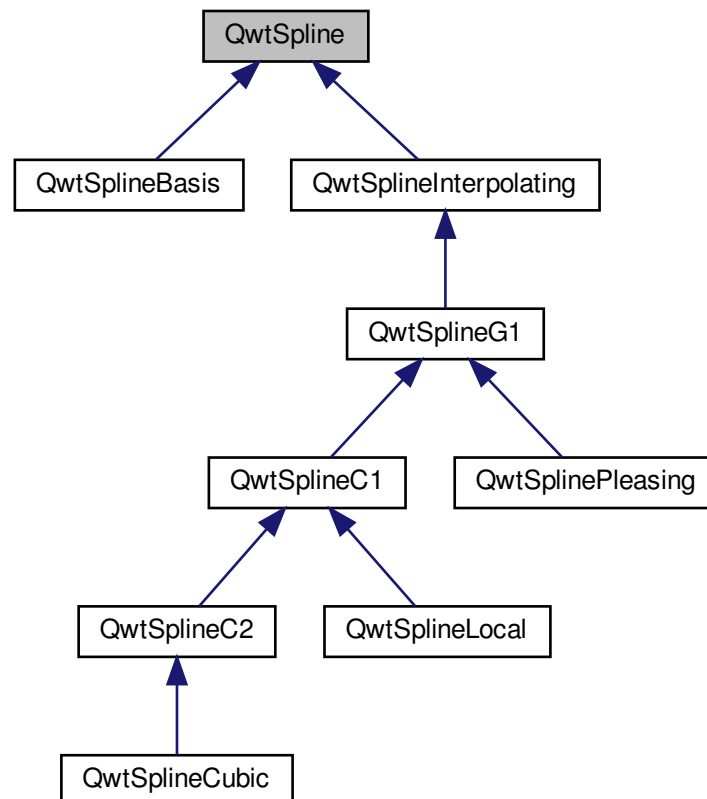 QwtSpline
QwtSplineBasis
QwtSplineInterpolating
QwtSplineG1
QwtSplineC1
QwtSplinePleasing
QwtSplineC2
QwtSplineLocal
QwtSplineCubic